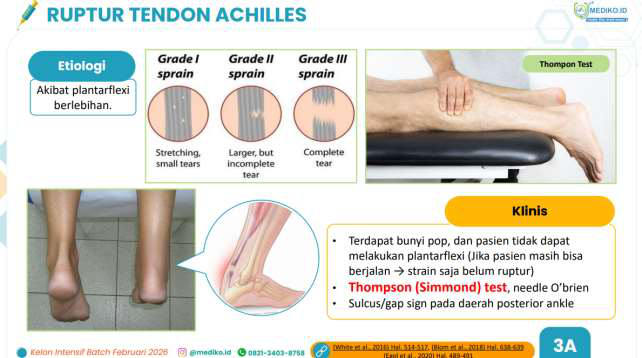 RUPTUR TENDON ACHILLES
MEDIKO.ID
Etiologi
Akibat plantarflexi
berlebihan.
Grade I
sprain
Grade II
sprain
Grade III
sprain
Stretching,
small tears
Larger, but
incomplete
tear
Complete
tear
Thompon Test
Klinis
• Terdapat bunyi pop, dan pasien tidak dapat
melakukan plantarflexi (Jika pasien masih bisa
berjalan → strain saja belum ruptur)
• Thompson (Simmond) test, needle O’brien
• Sulcus/gap sign pada daerah posterior ankle
Kelon Intensif Batch Februari 2026
@mediko.id
0821-3403-8758
(White et al., 2016) Hal. 514-517, (Blom et al., 2018) Hal. 638-639
2020) Hal. 489-491
3A